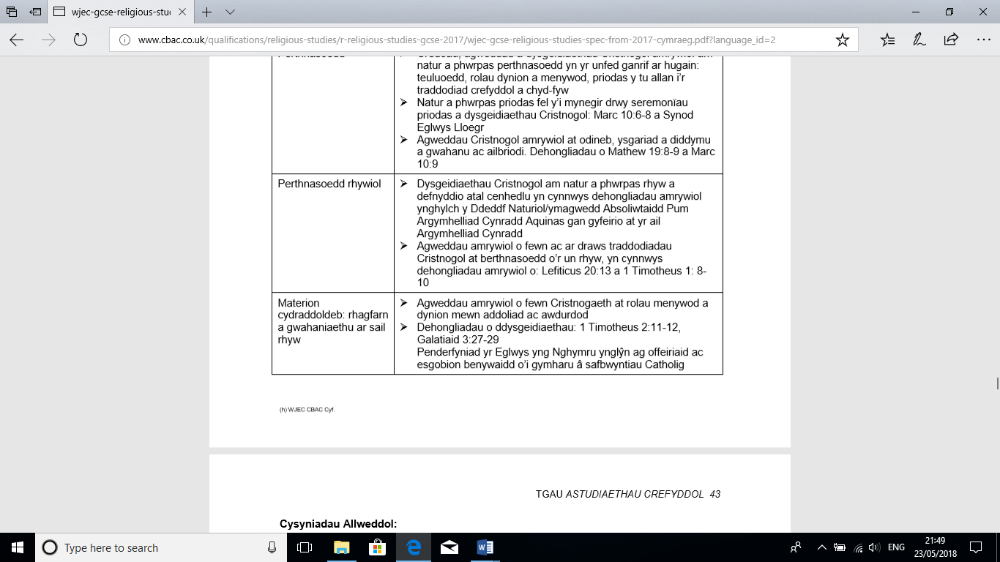 wjec-gcse-religious-stu
www.cbac.co.uk/qualifications/religious-studies/r-religious-studies-gcse-2017/wjec-gcse-religious-studies-spec-from-2017-cymraeg.pdf?language_id=2
natur a phwrpas perthnasoedd yn yr unfed ganrif ar hugain:
teuluoedd, rolau dynion a menywod, priodas y tu allan i'r
traddodiad crefyddol a chyd-fyw
➢ Natur a phwrpas priodas fel y'i mynegir drwy seremonïau
priodas a dysgeidiaethau Cristnogol: Marc 10:6-8 a Synod
Eglwys Lloegr
➢ Agweddau Cristnogol amrywiol at odineb, ysgariad a diddymu
a gwahanu ac ailbriodi. Dehongliadau o Mathew 19:8-9 a Marc
10:9
Perthnasoedd rhywiol
➢ Dysgeidiaethau Cristnogol am natur a phwrpas rhyw a
defnyddio atal cenhedlu yn cynnwys dehongliadau amrywiol
ynghylch y Ddeddf Naturiol/ymagwedd Absoliwtaidd Pum
Argymhelliad Cynradd Aquinas gan gyfeirio at yr ail
Argymhelliad Cynradd
➢ Agweddau amrywiol o fewn ac ar draws traddodiadau
Cristnogol at berthnasoedd o'r un rhyw, yn cynnwys
dehongliadau amrywiol o: Lefiticus 20:13 a 1 Timotheus 1: 8-
10
Materion
cydraddoldeb: rhagfarn
a gwahaniaethu ar sail
rhyw
➢ Agweddau amrywiol o fewn Cristnogaeth at rolau menywod a
dynion mewn addoliad ac awdurdod
➢ Dehongliadau o ddysgeidiaethau: 1 Timotheus 2:11-12,
Galatiaid 3:27-29
Penderfyniad yr Eglwys yng Nghymru ynglŷn ag offeiriaid ac
esgobion benywaidd o'i gymharu â safbwyntiau Catholig
(h) WJEC CBAC Cyf.
TGAU ASTUDIAETHAU CREFYDDOL 43
Cysyniadau Allweddol:
Type here to search
ENG
21:49
23/05/2018